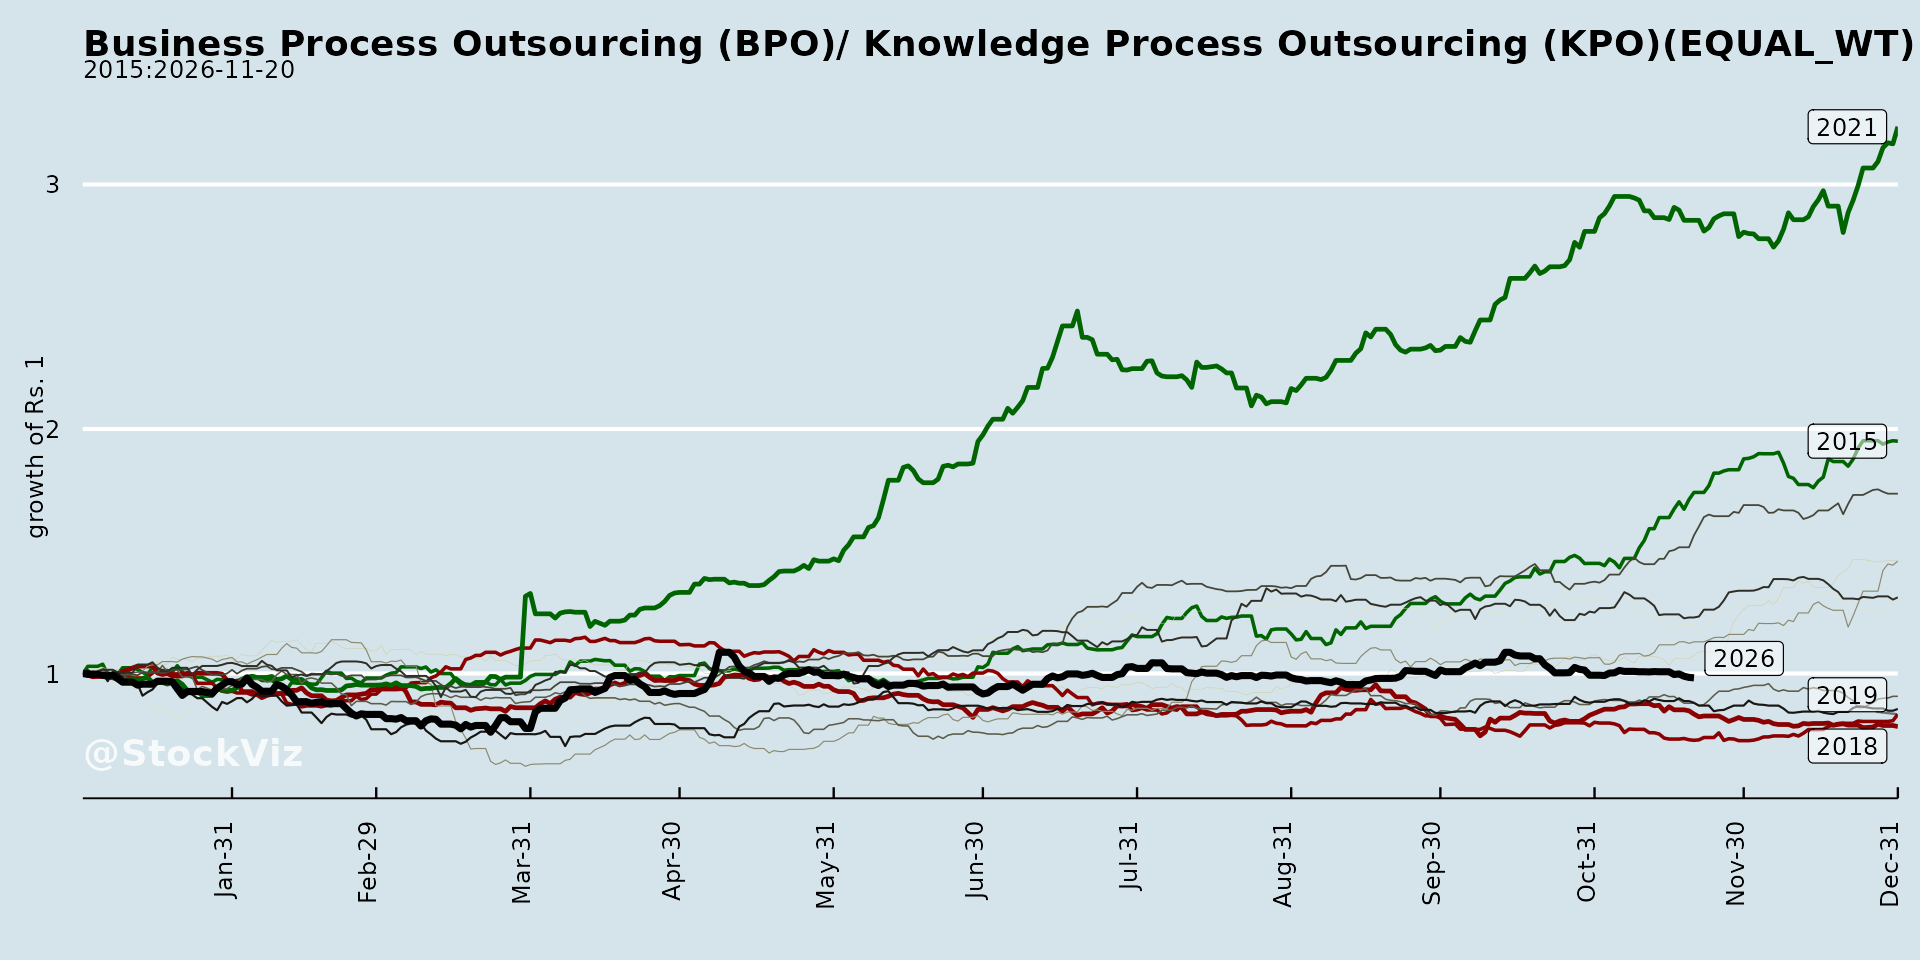 Business Process Outsourcing (BPO)/ Knowledge Process Outsourcing (KPO)(EQUAL_WT)
2015:2026-11-20
growth of Rs. 1
3
2
1
2021
2015
2026
2019
2018
@StockViz
Jan-31
Feb-29
Mar-31
Apr-30
May-31
Jun-30
Jul-31
Aug-31
Sep-30
Oct-31
Nov-30
Dec-31